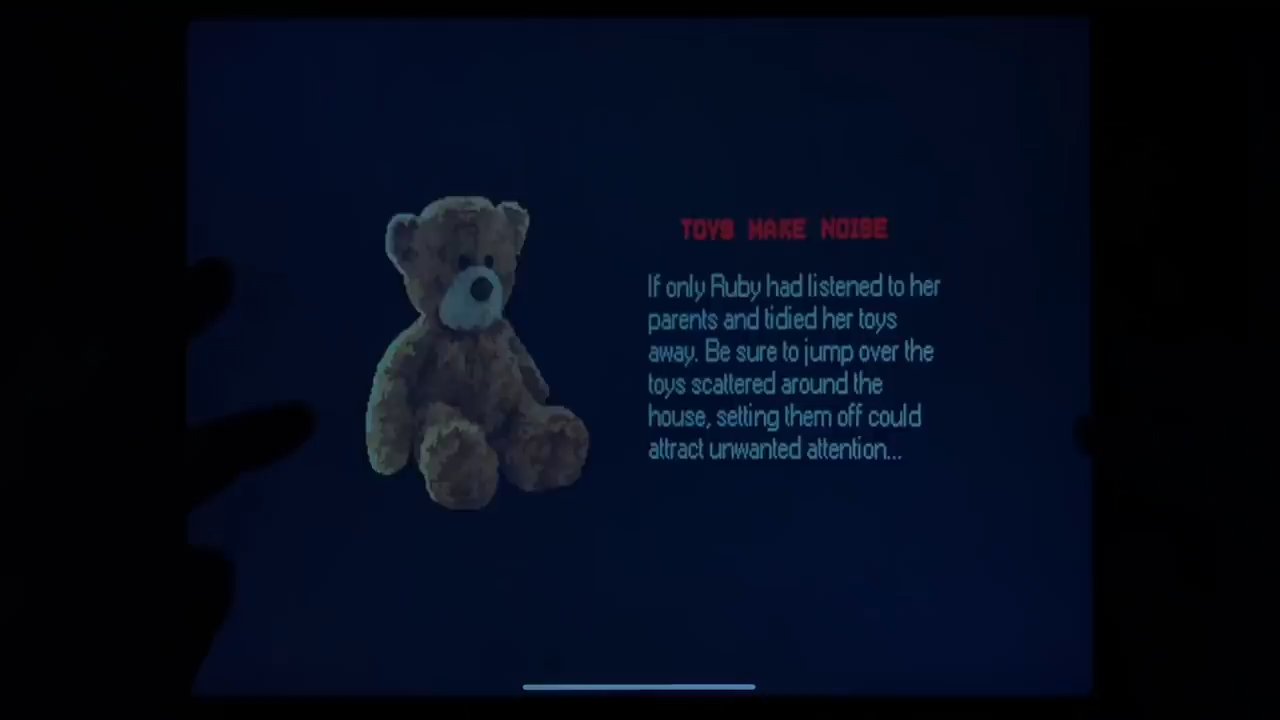 TOYS MAKE NOISE
If only Ruby had listened to her
parents and tidied her toys
away. Be sure to jump over the
toys scattered around the
house, setting them off could
attract unwanted attention...